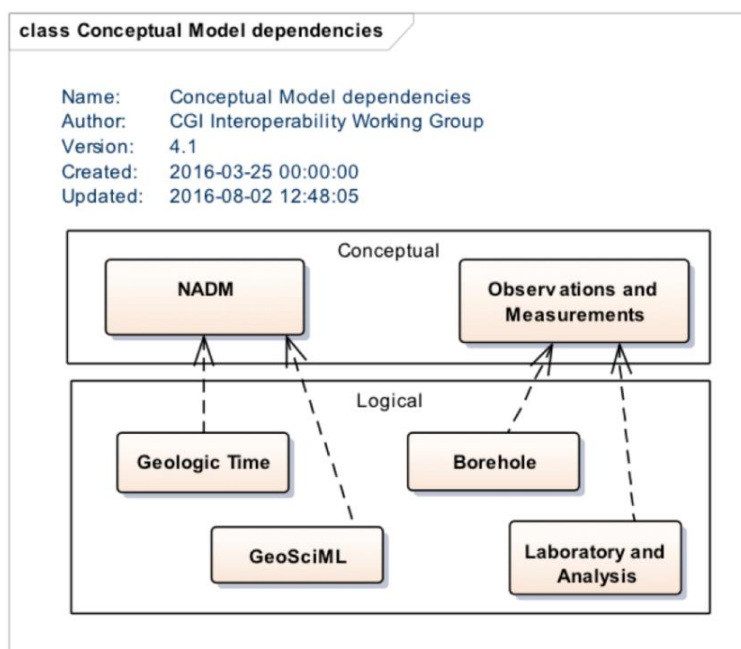 class Conceptual Model dependencies
Name: Conceptual Model dependencies
Author: CGI Interoperability Working Group
Version: 4.1
Created: 2016-03-25 00:00:00
Updated: 2016-08-02 12:48:05
Conceptual
NADM
Observations and
Measurements
Logical
Geologic Time
Borehole
GeoSciML
Laboratory and
Analysis